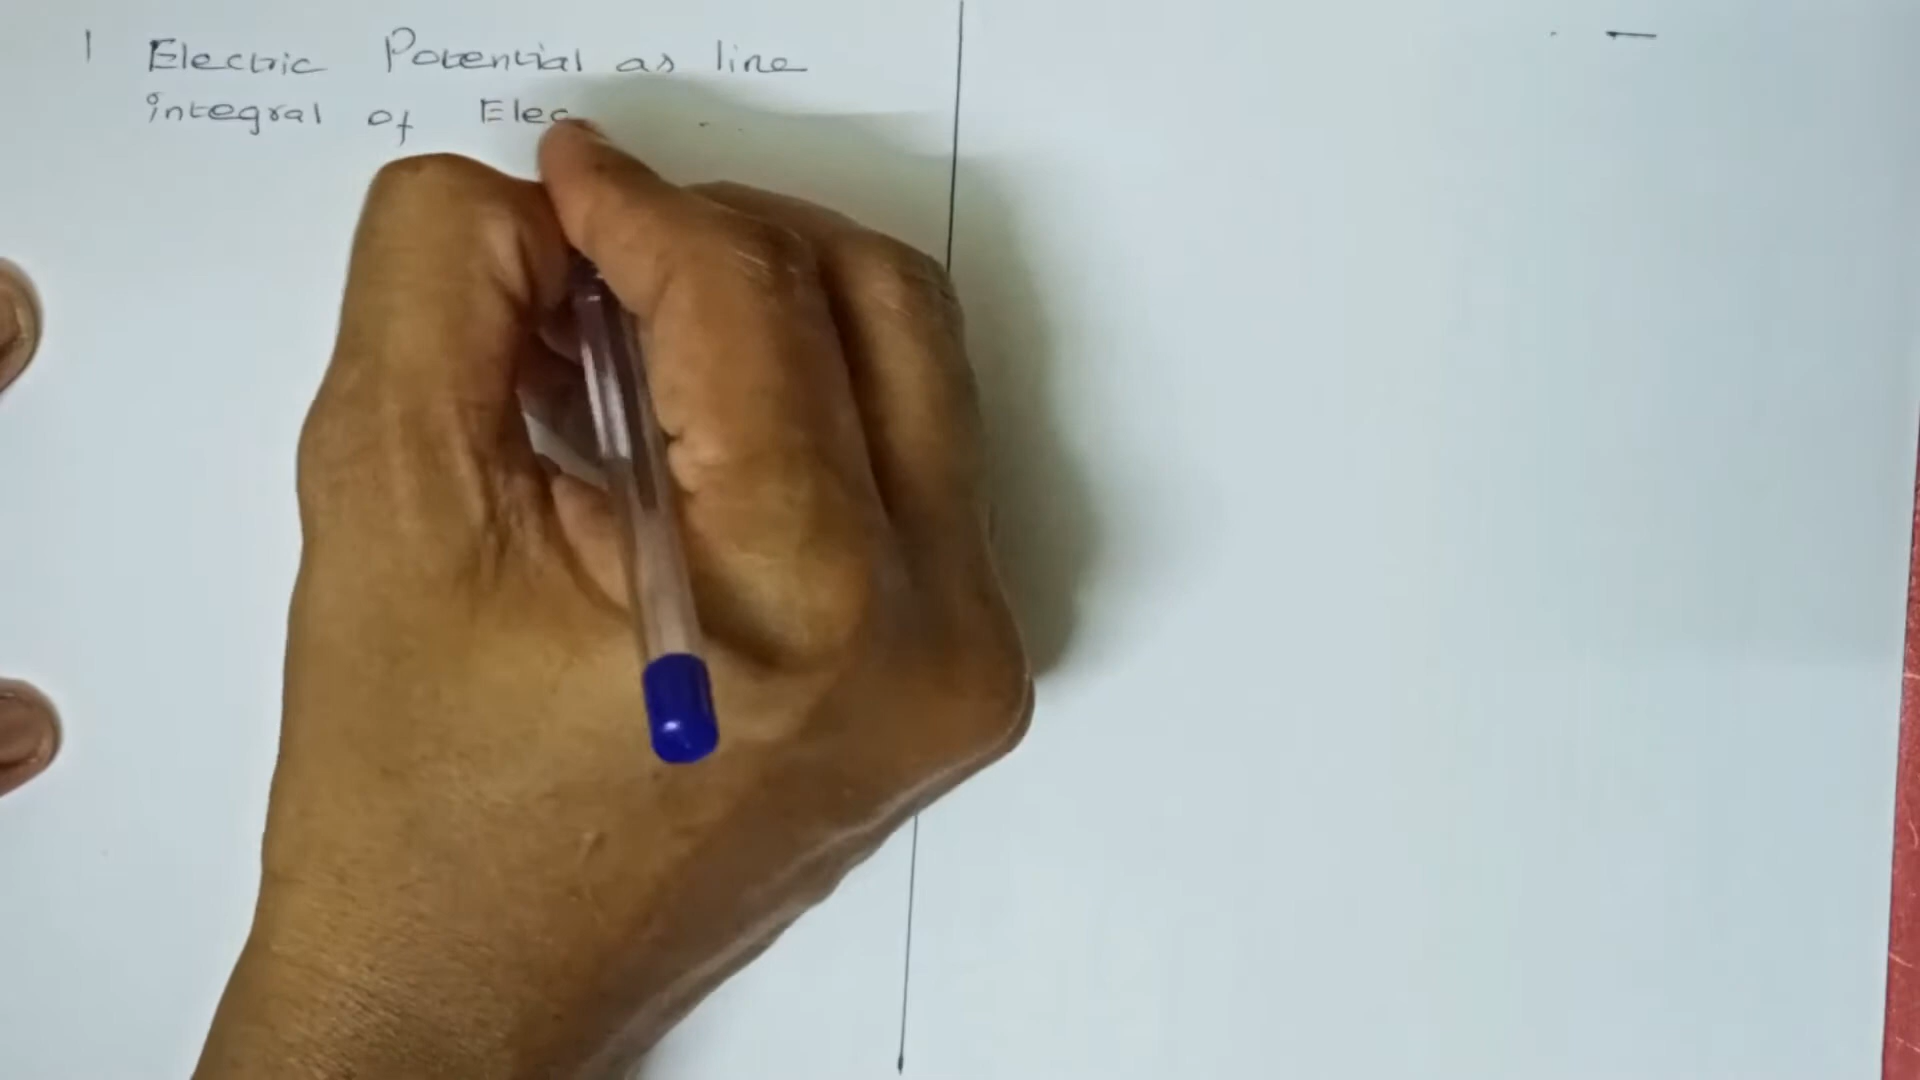 1 Electric Potential as line
integral of Elec